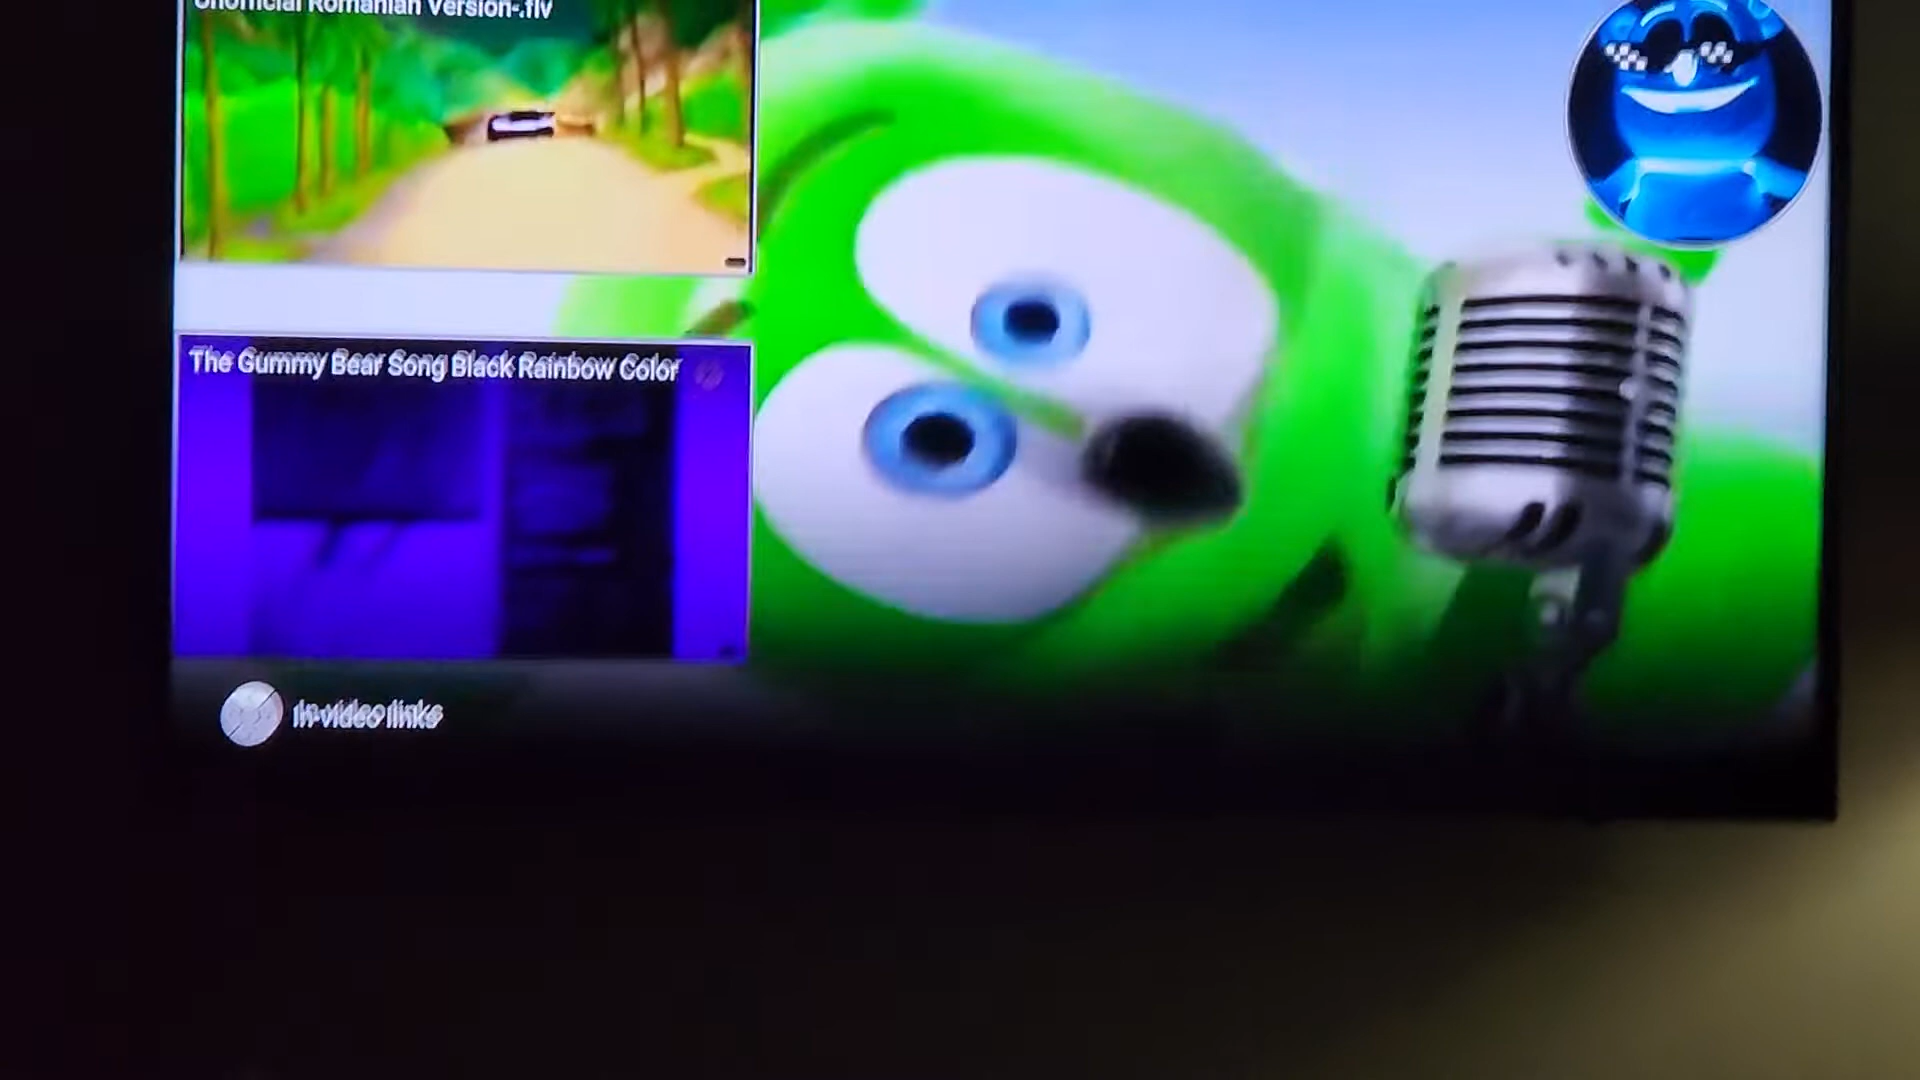 Unofficial Romanian Version-.flv
The Gummy Bear Song Black Rainbow Color
In-video links